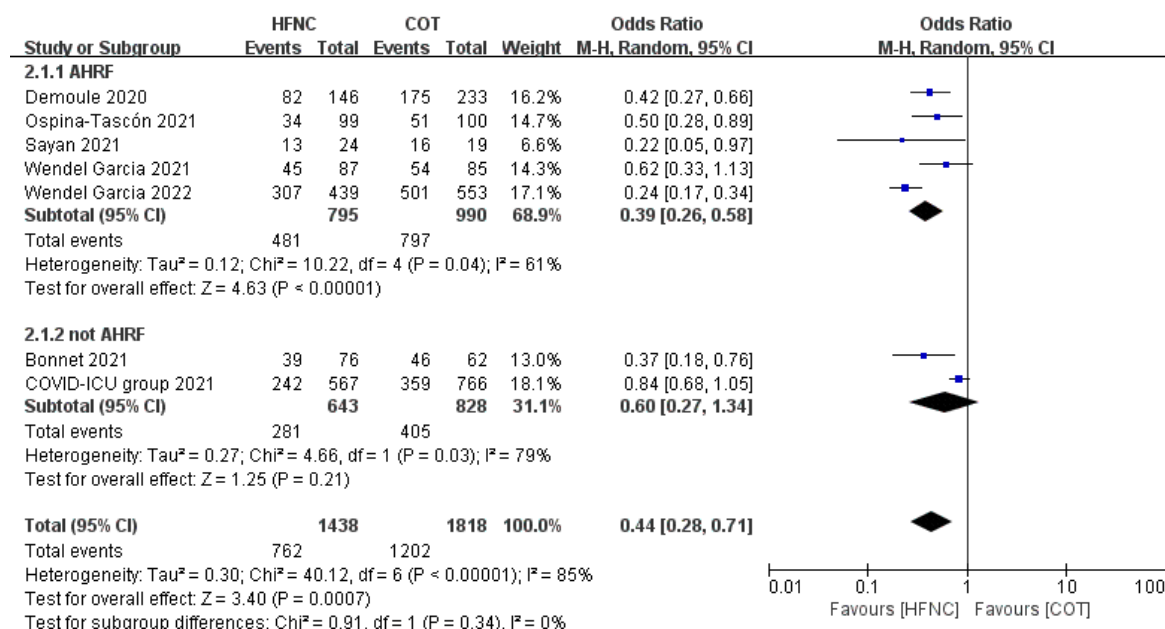 HFNC COT Odds Ratio Odds Ratio
Study or Subgroup Events Total Events Total Weight M-H, Random, 95% CI M-H, Random, 95% CI
2.1.1 AHRF
Demoule 2020 82 146 175 233 16.2% 0.42 [0.27, 0.66]
Ospina-Tascón 2021 34 99 51 100 14.7% 0.50 [0.28, 0.89]
Sayan 2021 13 24 16 19 6.6% 0.22 [0.05, 0.97]
Wendel Garcia 2021 45 87 54 85 14.3% 0.62 [0.33, 1.13]
Wendel Garcia 2022 307 439 501 553 17.1% 0.24 [0.17, 0.34]
Subtotal (95% CI) 795 990 68.9% 0.39 [0.26, 0.58]
Total events 481 797
Heterogeneity: Tau² = 0.12; Chi² = 10.22, df = 4 (P = 0.04); I² = 61%
Test for overall effect: Z = 4.63 (P < 0.00001)
2.1.2 not AHRF
Bonnet 2021 39 76 46 62 13.0% 0.37 [0.18, 0.76]
COVID-ICU group 2021 242 567 359 766 18.1% 0.84 [0.68, 1.05]
Subtotal (95% CI) 643 828 31.1% 0.60 [0.27, 1.34]
Total events 281 405
Heterogeneity: Tau² = 0.27; Chi² = 4.66, df = 1 (P = 0.03); I² = 79%
Test for overall effect: Z = 1.25 (P = 0.21)
Total (95% CI) 1438 1818 100.0% 0.44 [0.28, 0.71]
Total events 762 1202
Heterogeneity: Tau² = 0.30; Chi² = 40.12, df = 6 (P < 0.00001); I² = 85%
Test for overall effect: Z = 3.40 (P = 0.0007)
Test for subgroup differences: Chi² = 0.91, df = 1 (P = 0.34), I² = 0%
0.01 0.1 1 10 100
Favours [HFNC] Favours [COT]